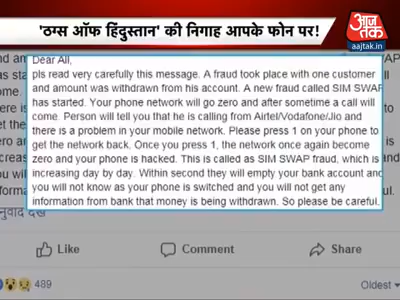 'ठग्स ऑफ हिंदुस्तान' की निगाह आपके फोन पर!
आज तक
aajtak.in
Dear All,
pls read very carefully this message. A fraud took place with one customer
and amount was withdrawn from his account. A new fraud called SIM SWAP
has started. Your phone network will go zero and after sometime a call will
come. Person will tell you that he is calling from Airtel/Vodafone/Jio and
there is a problem in your mobile network. Please press 1 on your phone to
get the network back. Once you press 1, the network once again become
zero and your phone is hacked. This is called as SIM SWAP fraud, which is
increasing day by day. Within second they will empty your bank account and
you will not know as your phone is switched and you will not get any
information from bank that money is being withdrawn. So please be careful.
Like Comment Share
489 Oldest